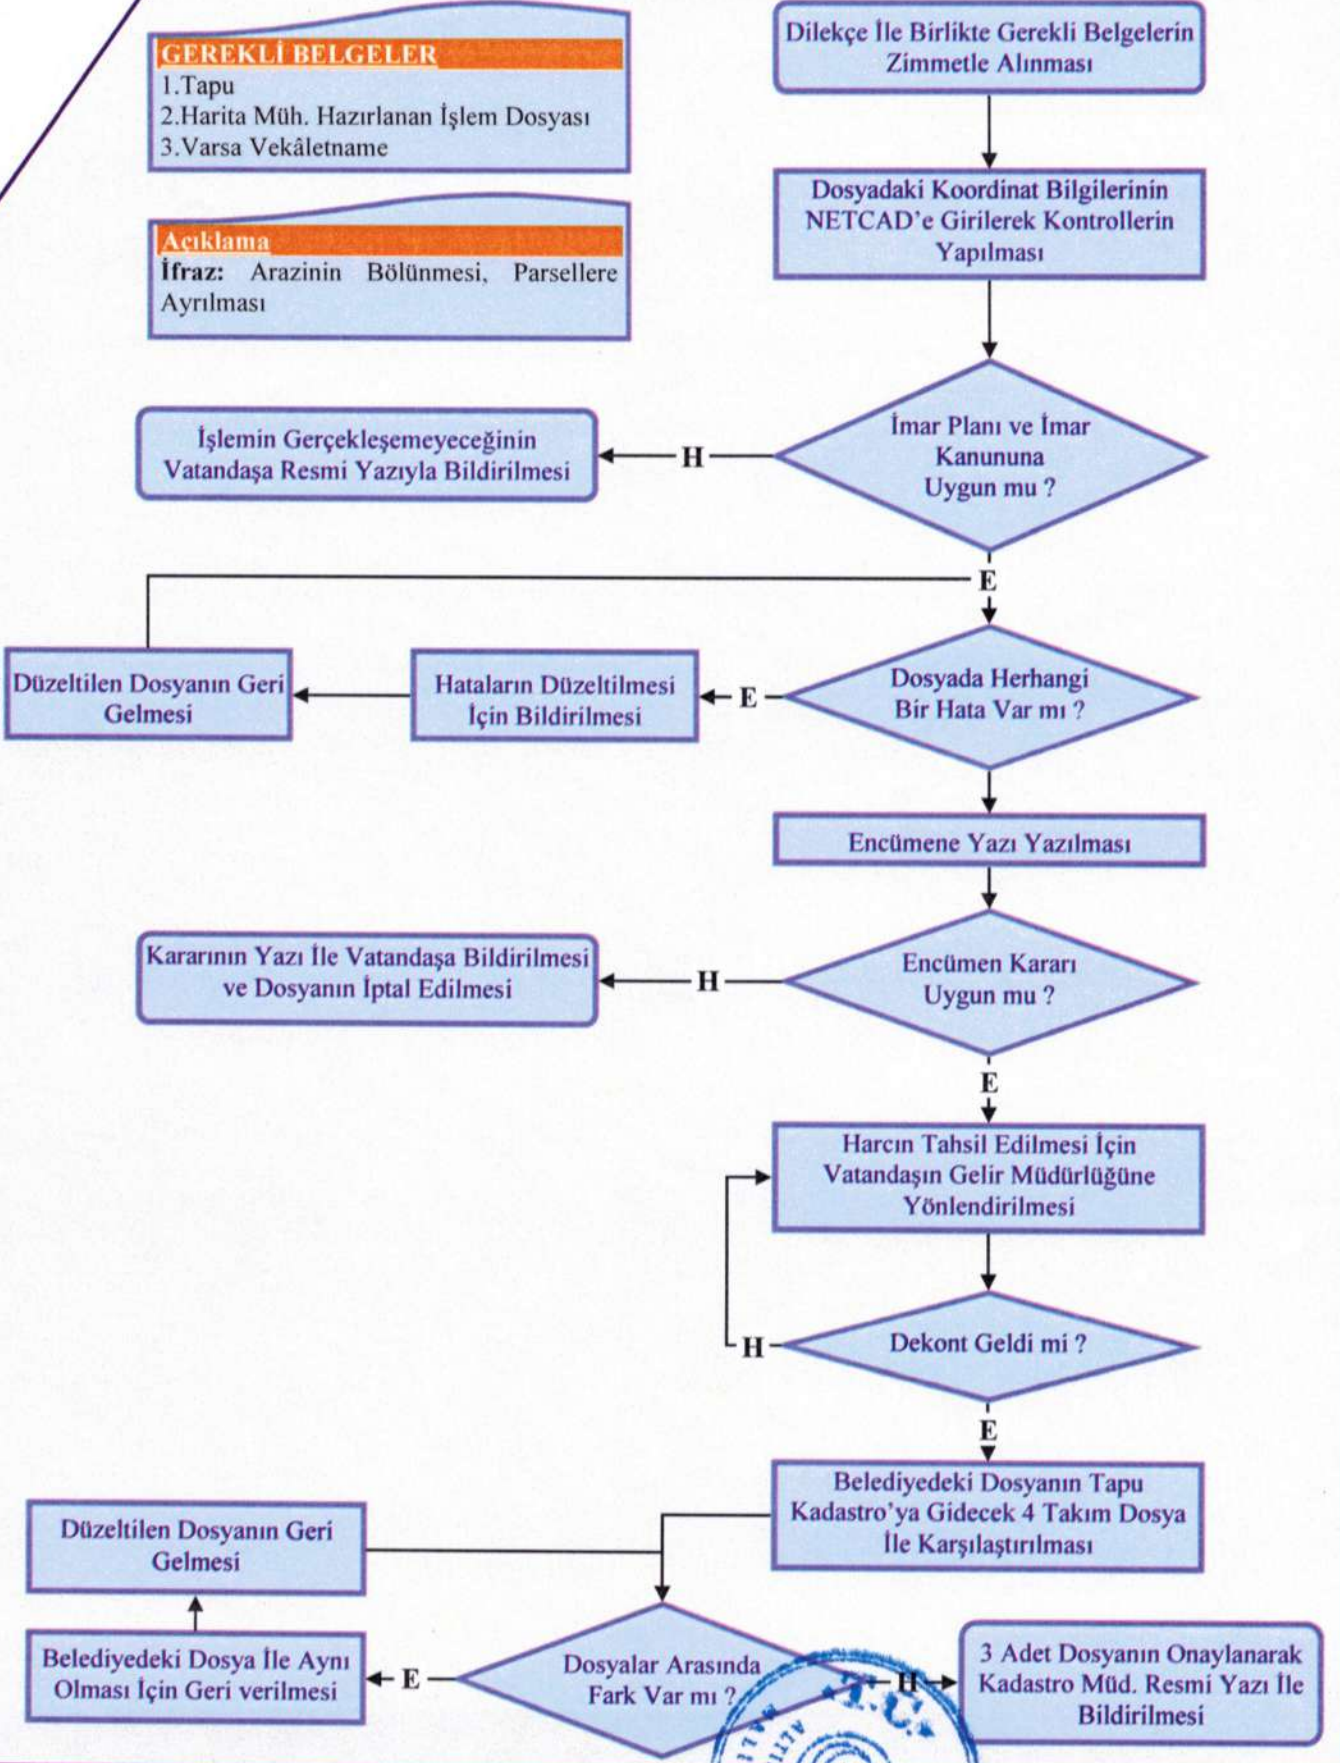 GEREKLİ BELGELER
1.Tapu
2.Harita Müh. Hazırlanan İşlem Dosyası
3.Varsa Vekâletname
Açıklama
İfraz: Arazinin Bölünmesi, Parsellere
Ayrılması
Dilekçe İle Birlikte Gerekli Belgelerin
Zimmetle Alınması
Dosyadaki Koordinat Bilgilerinin
NETCAD'e Girilerek Kontrollerin
Yapılması
İmar Planı ve İmar
Kanununa
Uygun mu ?
H
İşlemin Gerçekleşemeyeceğinin
Vatandaşa Resmi Yazıyla Bildirilmesi
E
Dosyada Herhangi
Bir Hata Var mı ?
E
Hataların Düzeltilmesi
İçin Bildirilmesi
Düzeltilen Dosyanın Geri
Gelmesi
Encümene Yazı Yazılması
Encümen Kararı
Uygun mu ?
H
Kararının Yazı İle Vatandaşa Bildirilmesi
ve Dosyanın İptal Edilmesi
E
Harcın Tahsil Edilmesi İçin
Vatandaşın Gelir Müdürlüğüne
Yönlendirilmesi
Dekont Geldi mi ?
H
E
Belediyedeki Dosyanın Tapu
Kadastro'ya Gidecek 4 Takım Dosya
İle Karşılaştırılması
Dosyalar Arasında
Fark Var mı ?
E
Belediyedeki Dosya İle Aynı
Olması İçin Geri verilmesi
Düzeltilen Dosyanın Geri
Gelmesi
H
3 Adet Dosyanın Onaylanarak
Kadastro Müd. Resmi Yazı İle
Bildirilmesi
T.C.